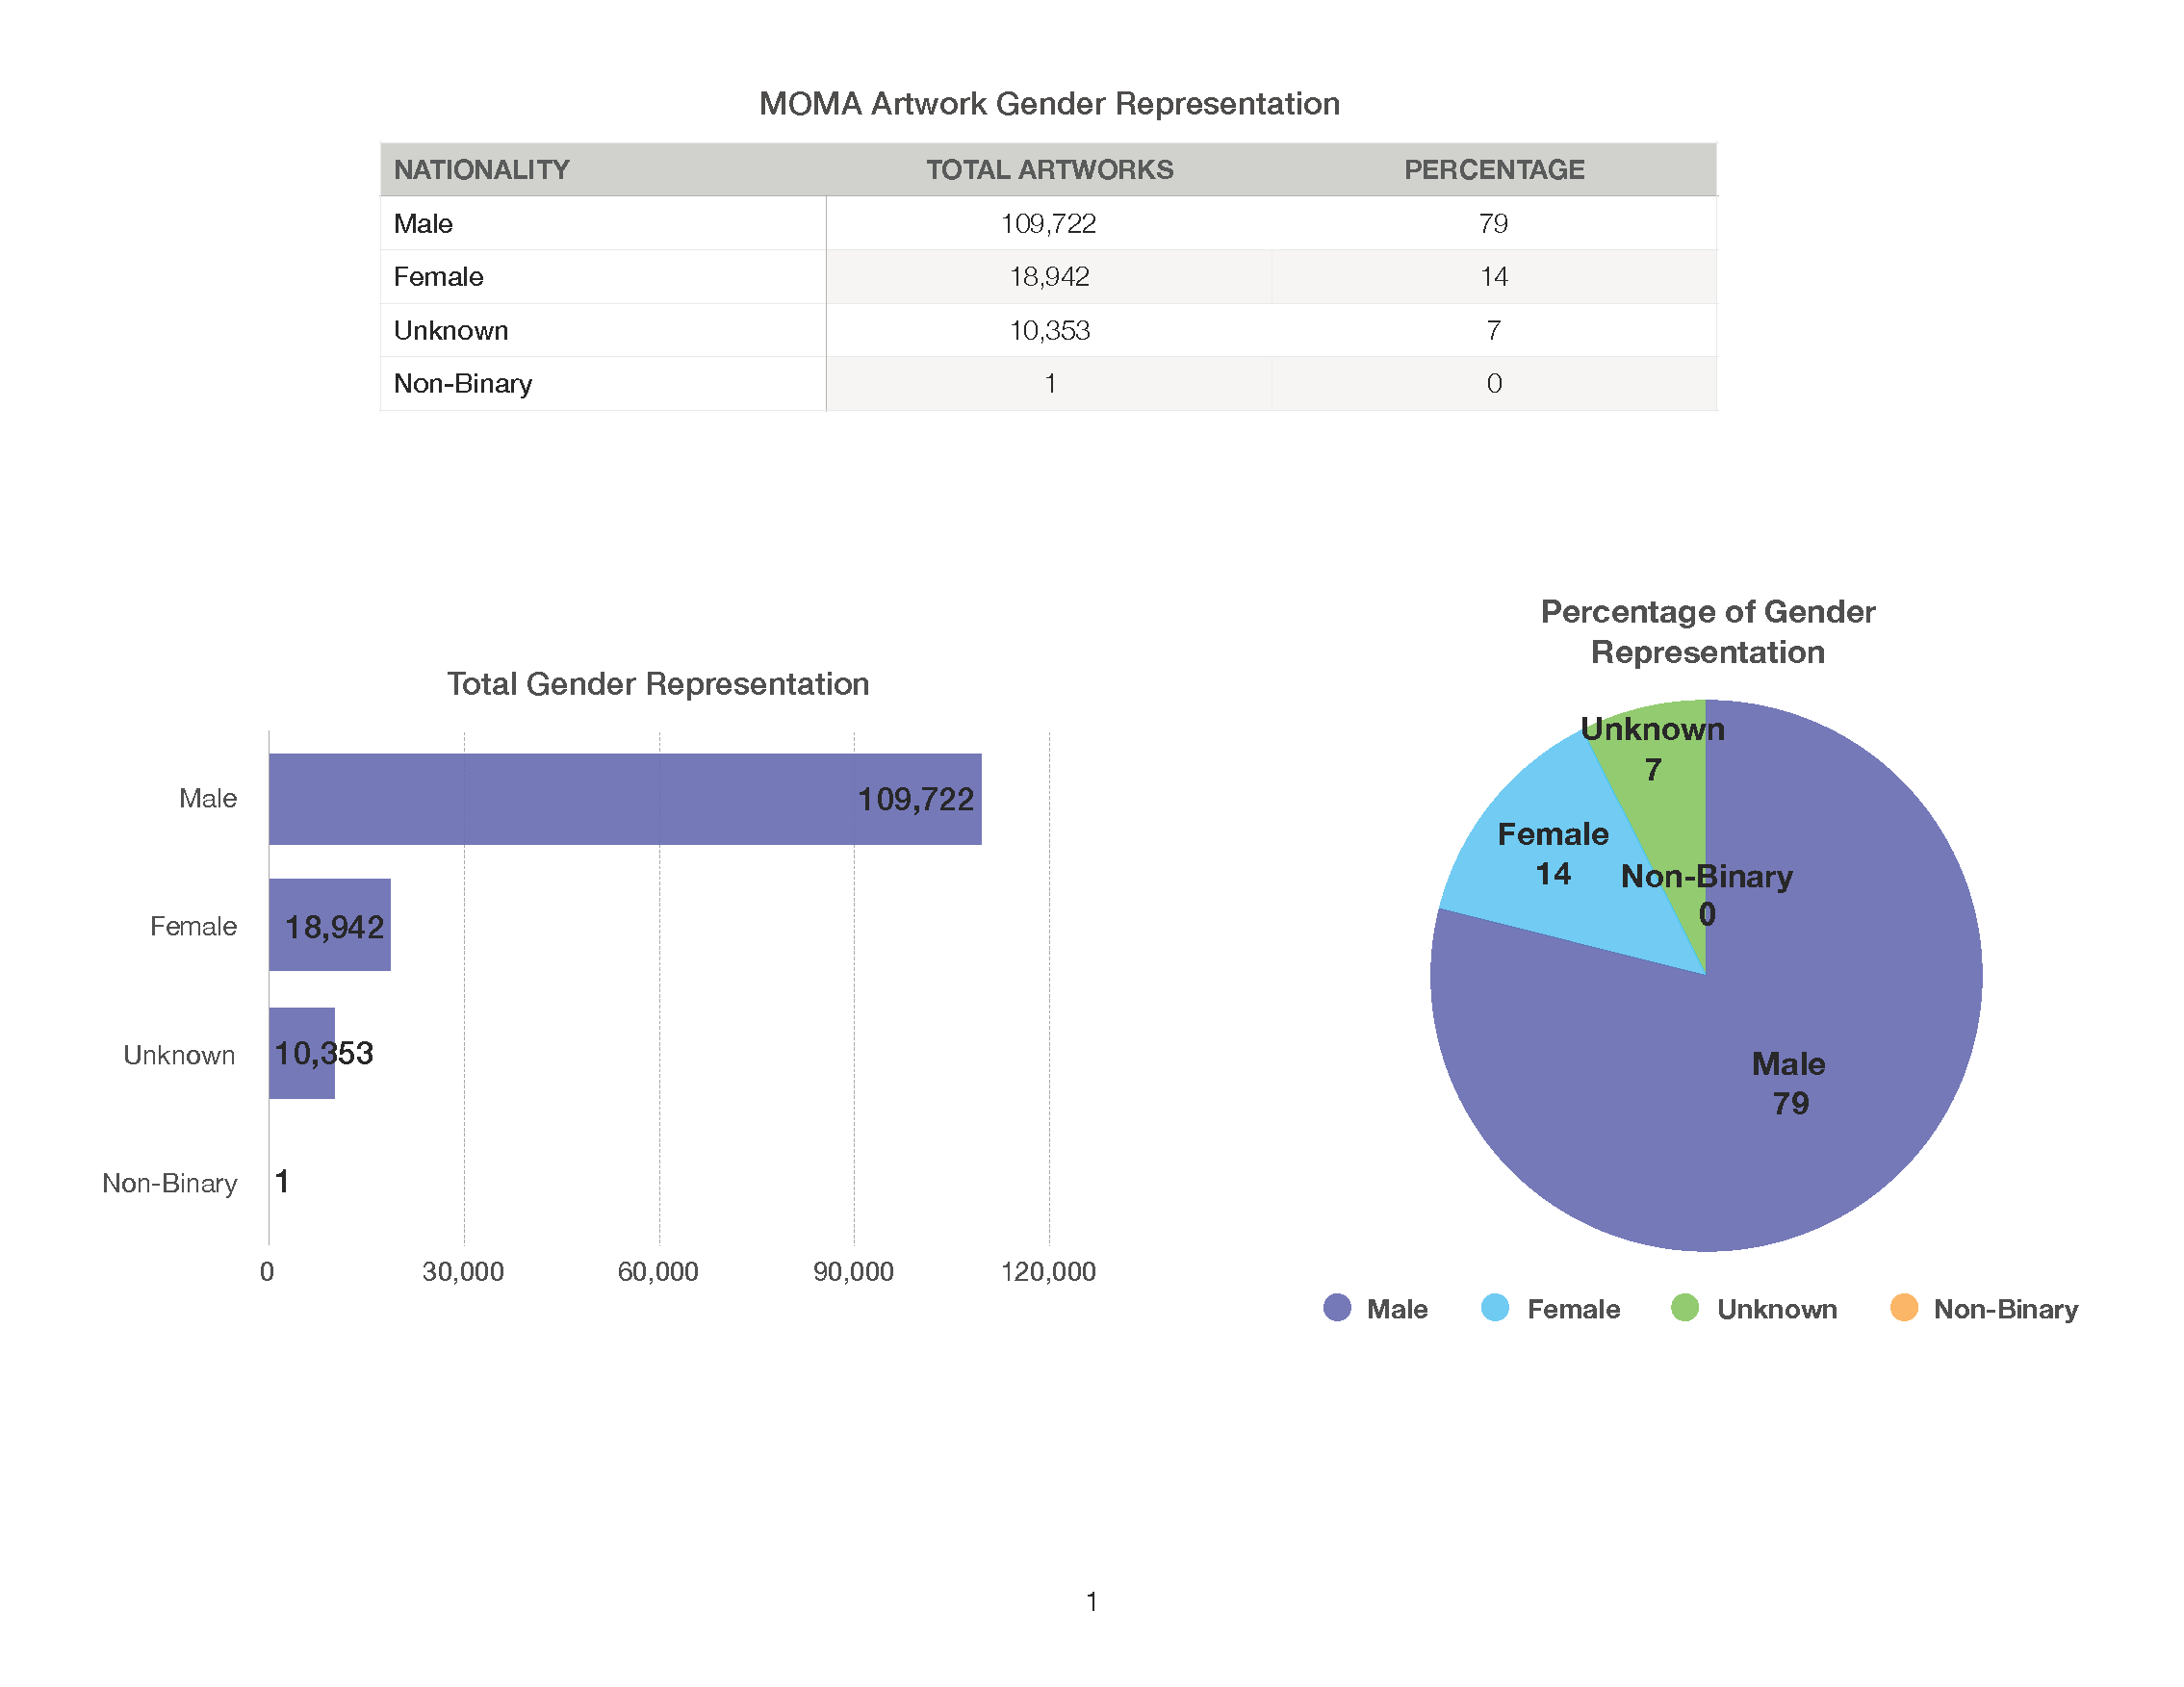 MOMA Artwork Gender Representation
NATIONALITY TOTAL ARTWORKS PERCENTAGE
Male 109,722 79
Female 18,942 14
Unknown 10,353 7
Non-Binary 1 0
Total Gender Representation
Male 109,722
Female 18,942
Unknown 10,353
Non-Binary 1
0 30,000 60,000 90,000 120,000
Percentage of Gender
Representation
Unknown
7
Female
14
Non-Binary
0
Male
79
Male Female Unknown Non-Binary
1